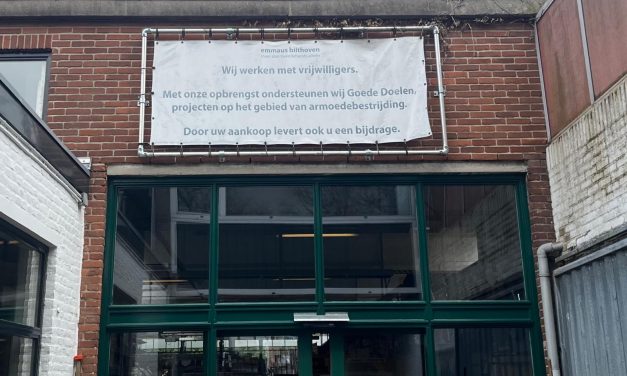 emmaus bilthoven
Wij werken met vrijwilligers.
Met onze opbrengst ondersteunen wij Goede Doelen,
projecten op het gebied van armoedebestrijding.
Door uw aankoop levert ook u een bijdrage.